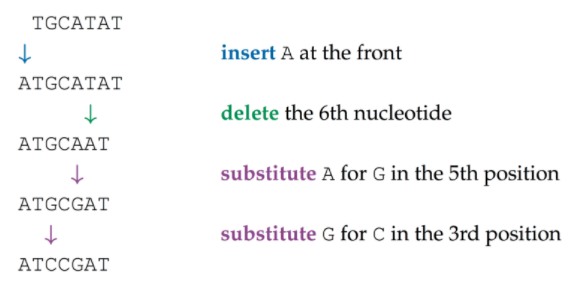 TGCATAT
↓ insert A at the front
ATGCATAT
↓ delete the 6th nucleotide
ATGCAAT
↓ substitute A for G in the 5th position
ATGCGAT
↓ substitute G for C in the 3rd position
ATCCGAT